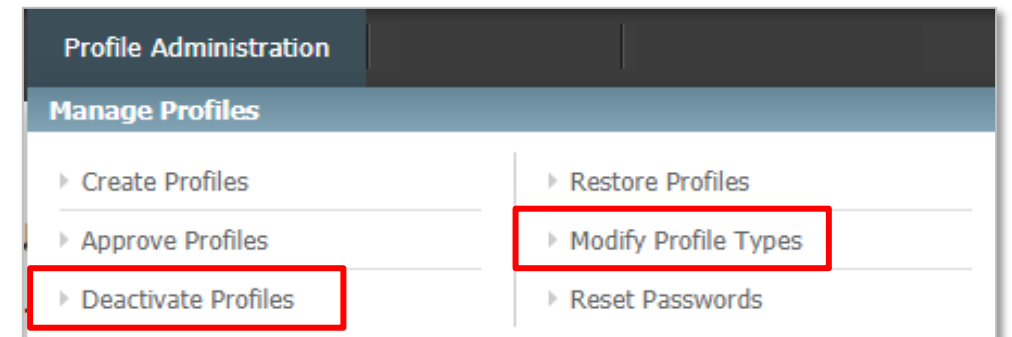 Profile Administration
Manage Profiles
Create Profiles
Restore Profiles
Approve Profiles
Modify Profile Types
Deactivate Profiles
Reset Passwords